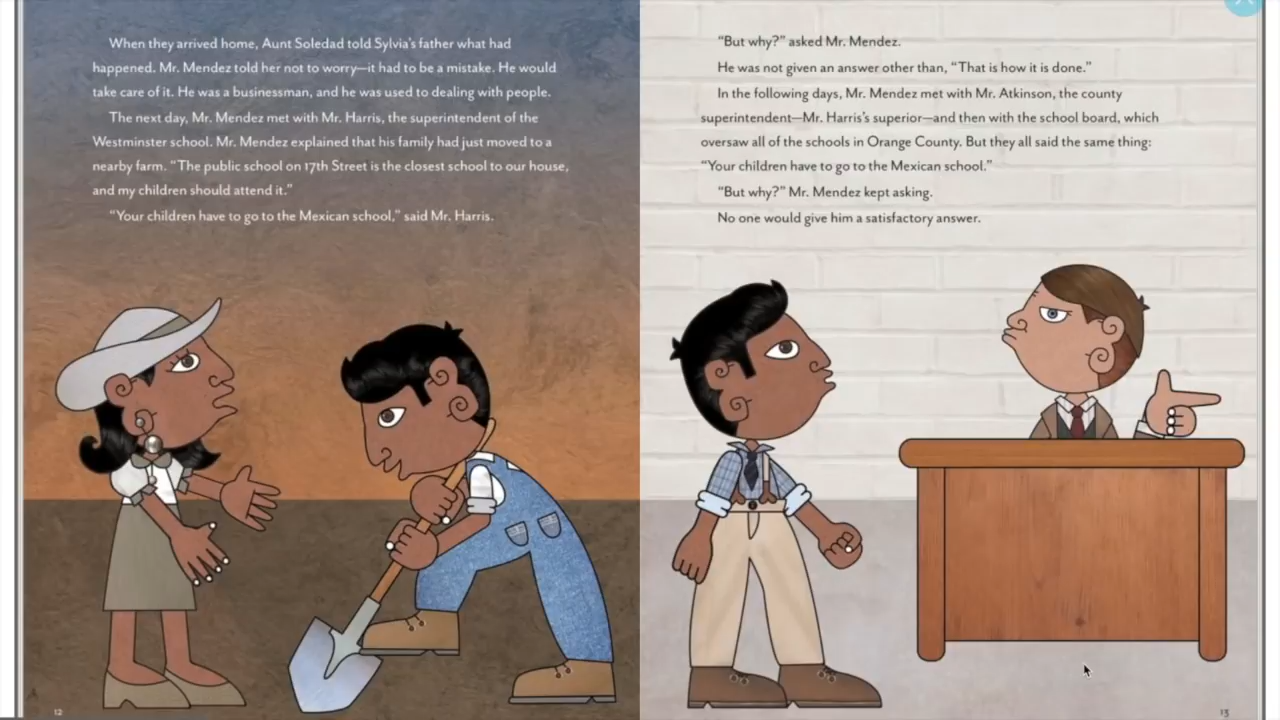 When they arrived home, Aunt Soledad told Sylvia's father what had
happened. Mr. Mendez told her not to worry—it had to be a mistake. He would
take care of it. He was a businessman, and he was used to dealing with people.
The next day, Mr. Mendez met with Mr. Harris, the superintendent of the
Westminster school. Mr. Mendez explained that his family had just moved to a
nearby farm. “The public school on 17th Street is the closest school to our house,
and my children should attend it.”
“Your children have to go to the Mexican school,” said Mr. Harris.
12
“But why?” asked Mr. Mendez.
He was not given an answer other than, “That is how it is done.”
In the following days, Mr. Mendez met with Mr. Atkinson, the county
superintendent—Mr. Harris's superior—and then with the school board, which
oversaw all of the schools in Orange County. But they all said the same thing:
“Your children have to go to the Mexican school.”
“But why?” Mr. Mendez kept asking.
No one would give him a satisfactory answer.
13